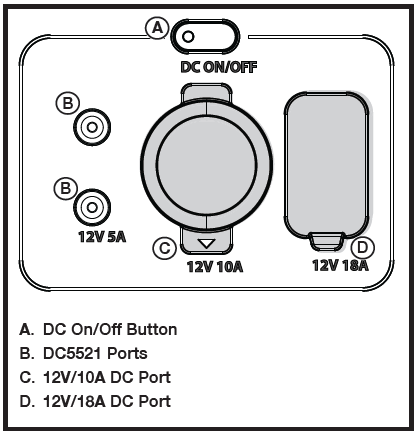 A
DC ON/OFF
B
B
12V 5A
C
12V 10A
D
12V 18A
A. DC On/Off Button
B. DC5521 Ports
C. 12V/10A DC Port
D. 12V/18A DC Port